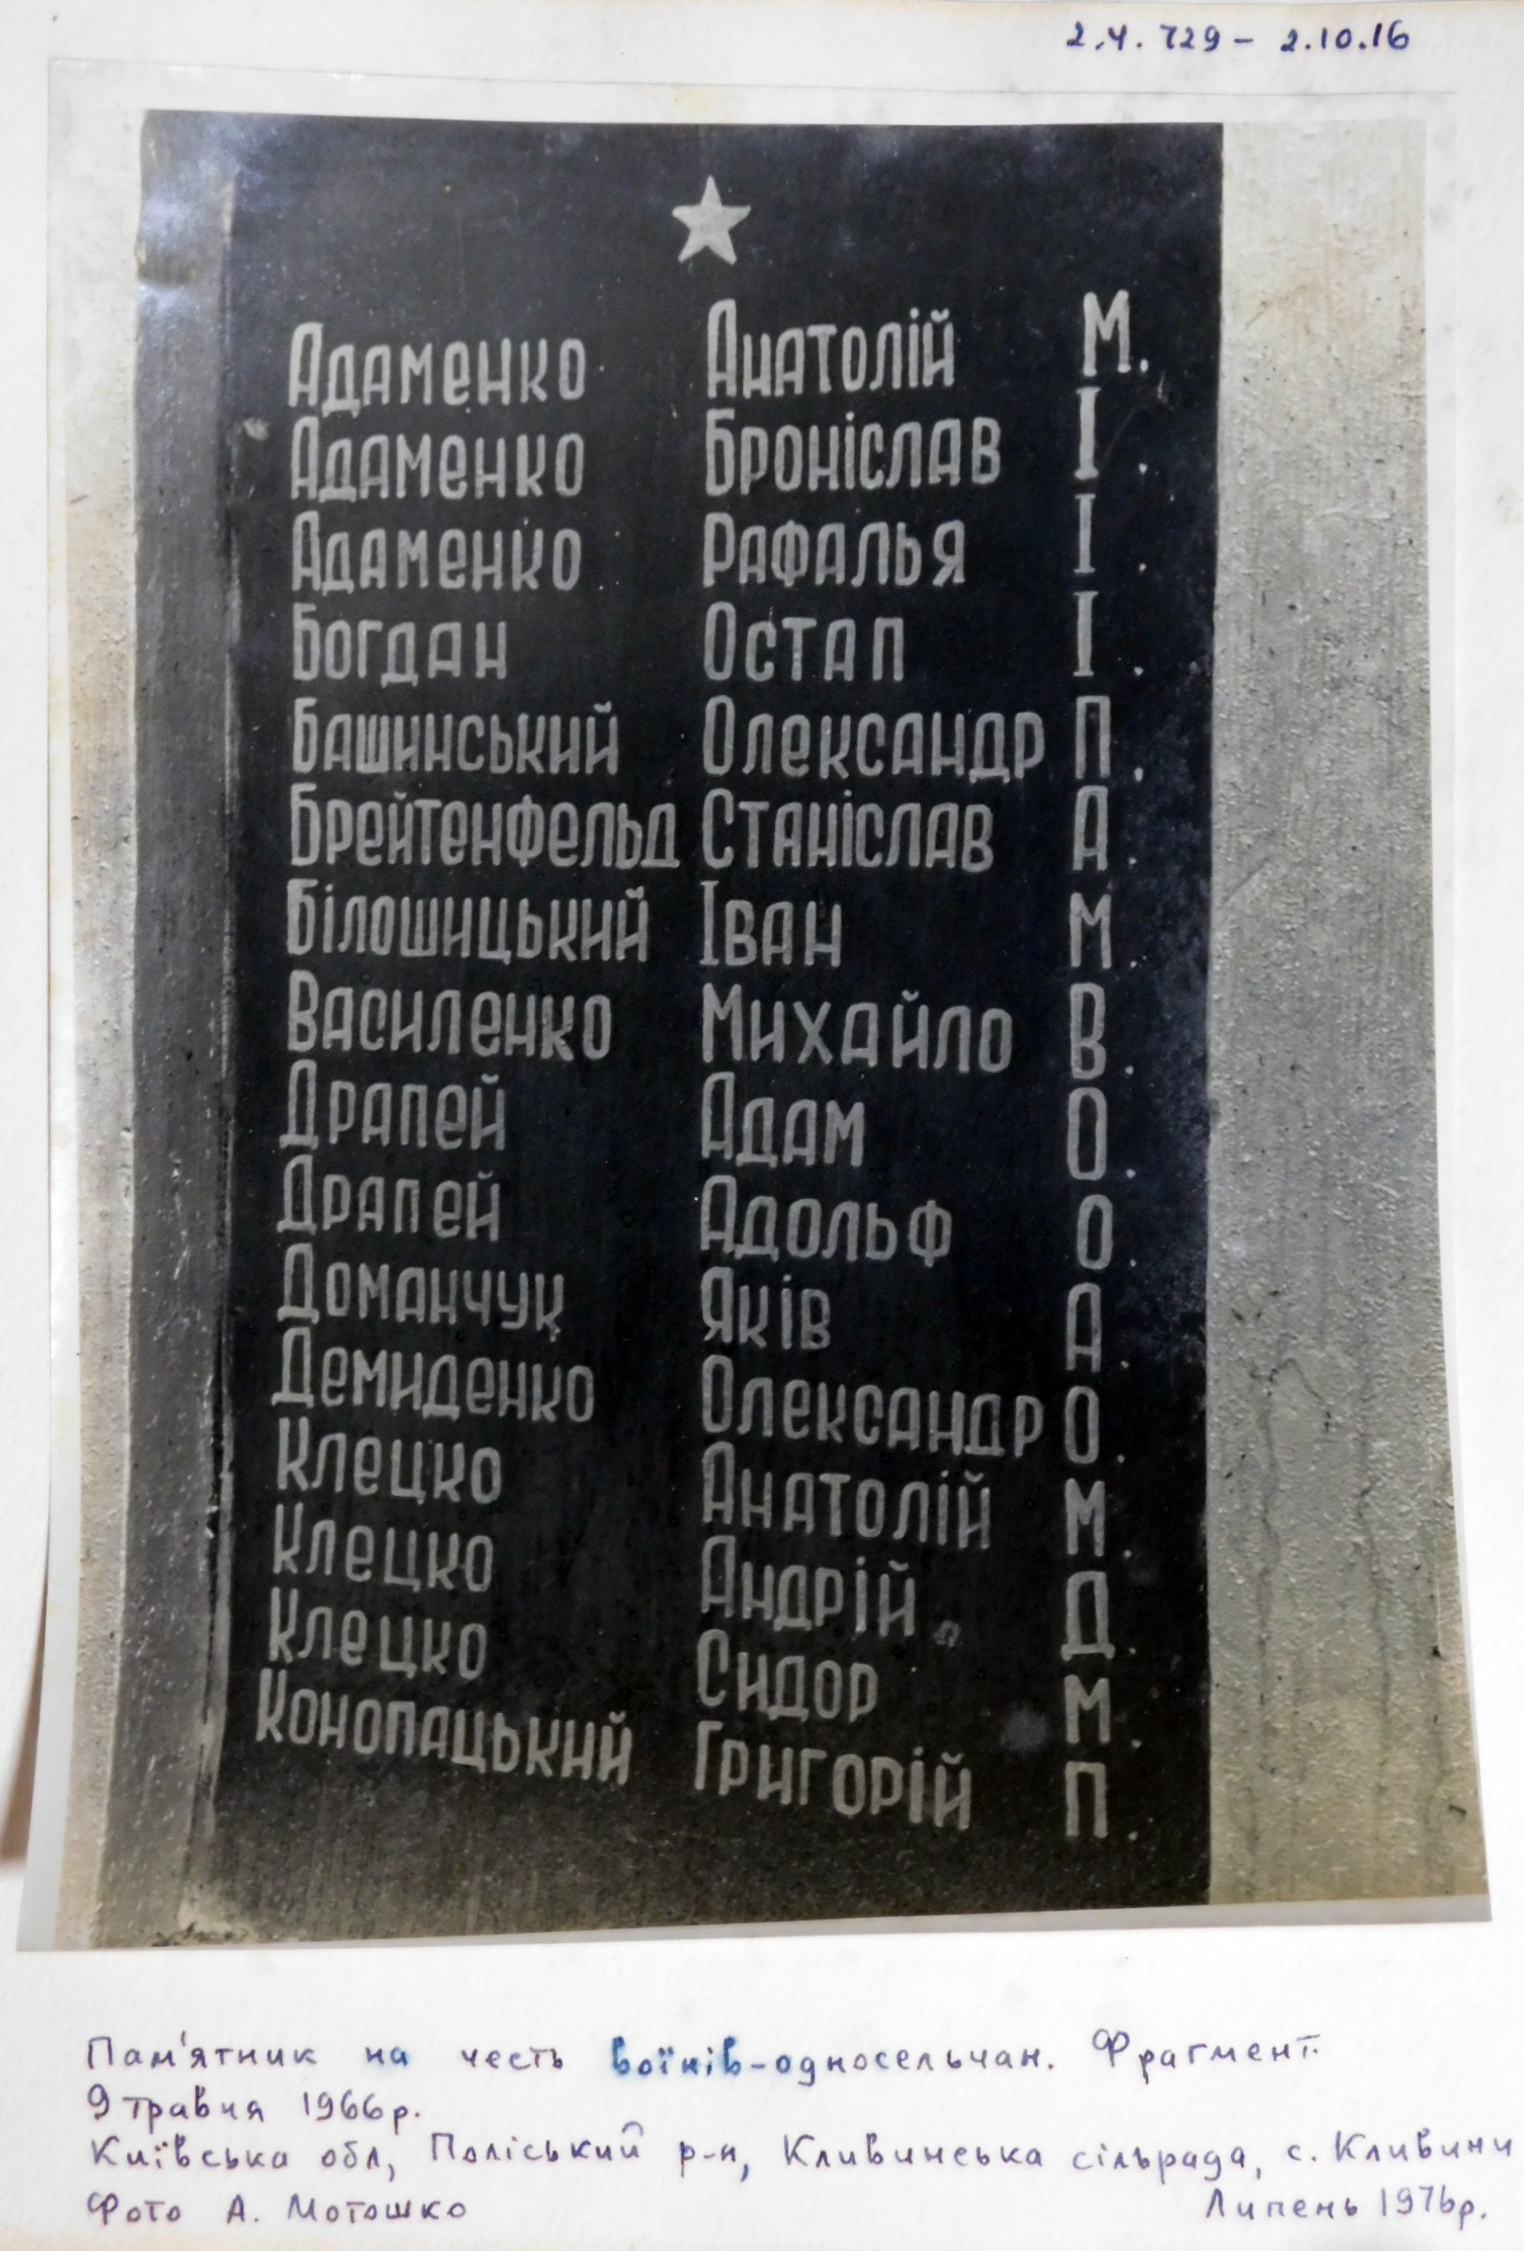 2.4.729 - 2.10.16
Адаменко Анатолій М.
Адаменко Броніслав І.
Адаменко Рафалья І.
Богдан Остап І.
Башинський Олександр П.
Брейтенфельд Станіслав А.
Білошицький Іван М.
Василенко Михайло В.
Драпей Адам О.
Драпей Адольф О.
Доманчук Яків А.
Демиденко Олександр О.
Клецко Анатолій М.
Клецко Андрій Д.
Клецко Сидор М.
Конопацький Григорій П.
Пам'ятник на честь воїнів-односельчан. Фрагмент.
9 травня 1966р.
Київська обл, Поліський р-н, Кливинська сільрада, с. Кливини
Фото А. Мотошко Липень 1976р.